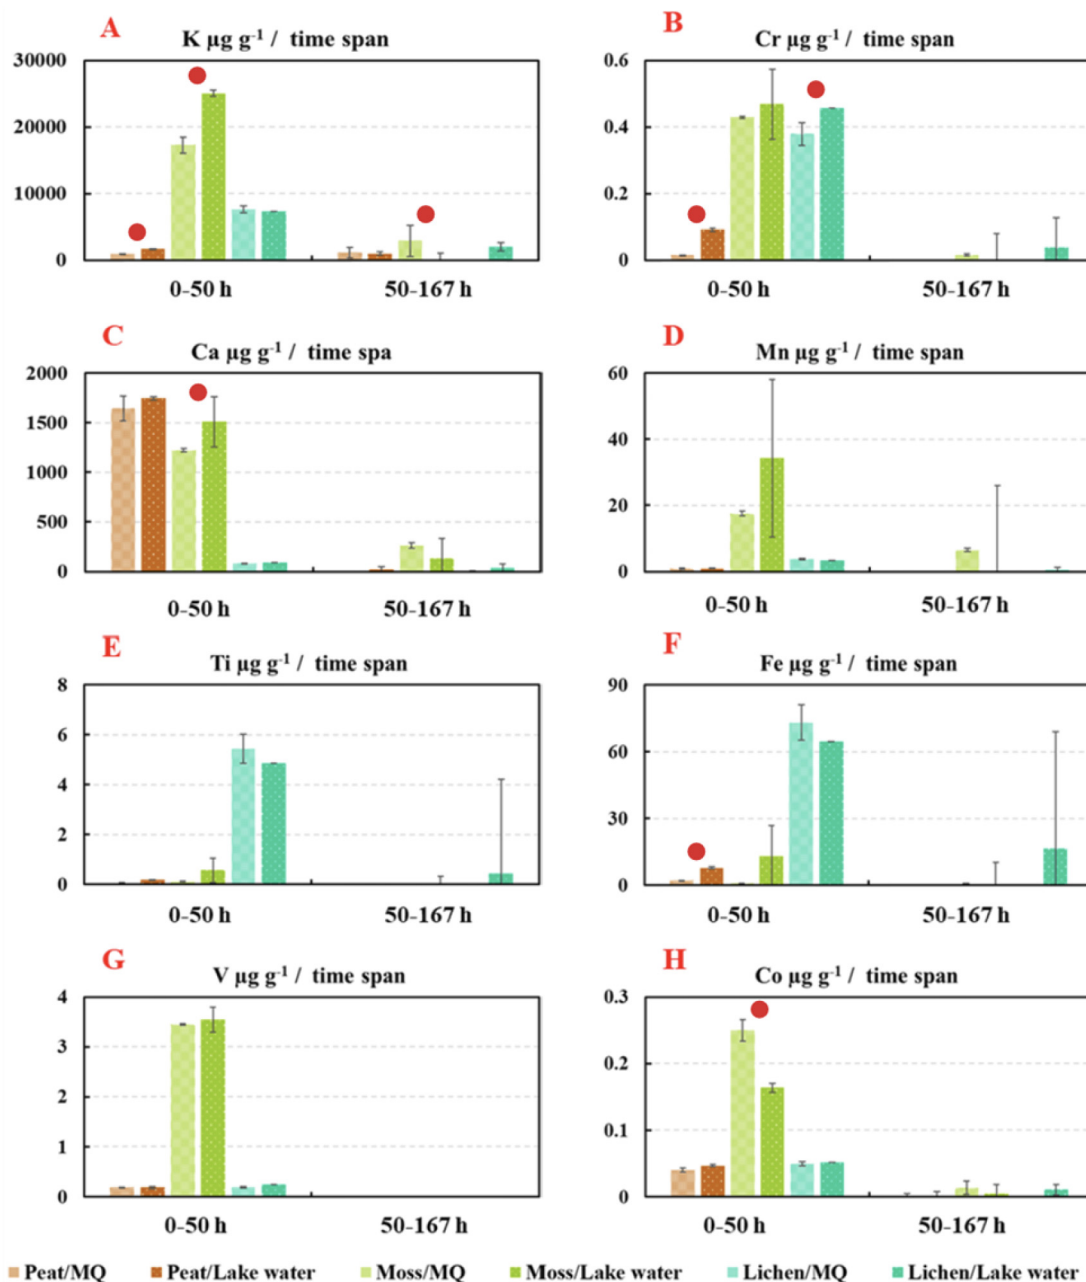 A B
K µg g⁻¹ / time span Cr µg g⁻¹ / time span
30000 0.6
20000 0.4
10000 0.2
0 0
0-50 h 50-167 h 0-50 h 50-167 h
C D
Ca µg g⁻¹ / time spa Mn µg g⁻¹ / time span
2000 60
1500 40
1000
500 20
0 0
0-50 h 50-167 h 0-50 h 50-167 h
E F
Ti µg g⁻¹ / time span Fe µg g⁻¹ / time span
8 90
6 60
4
2 30
0 0
0-50 h 50-167 h 0-50 h 50-167 h
G H
V µg g⁻¹ / time span Co µg g⁻¹ / time span
4 0.3
3 0.2
2
1 0.1
0 0
0-50 h 50-167 h 0-50 h 50-167 h
Peat/MQ Peat/Lake water Moss/MQ Moss/Lake water Lichen/MQ Lichen/Lake water